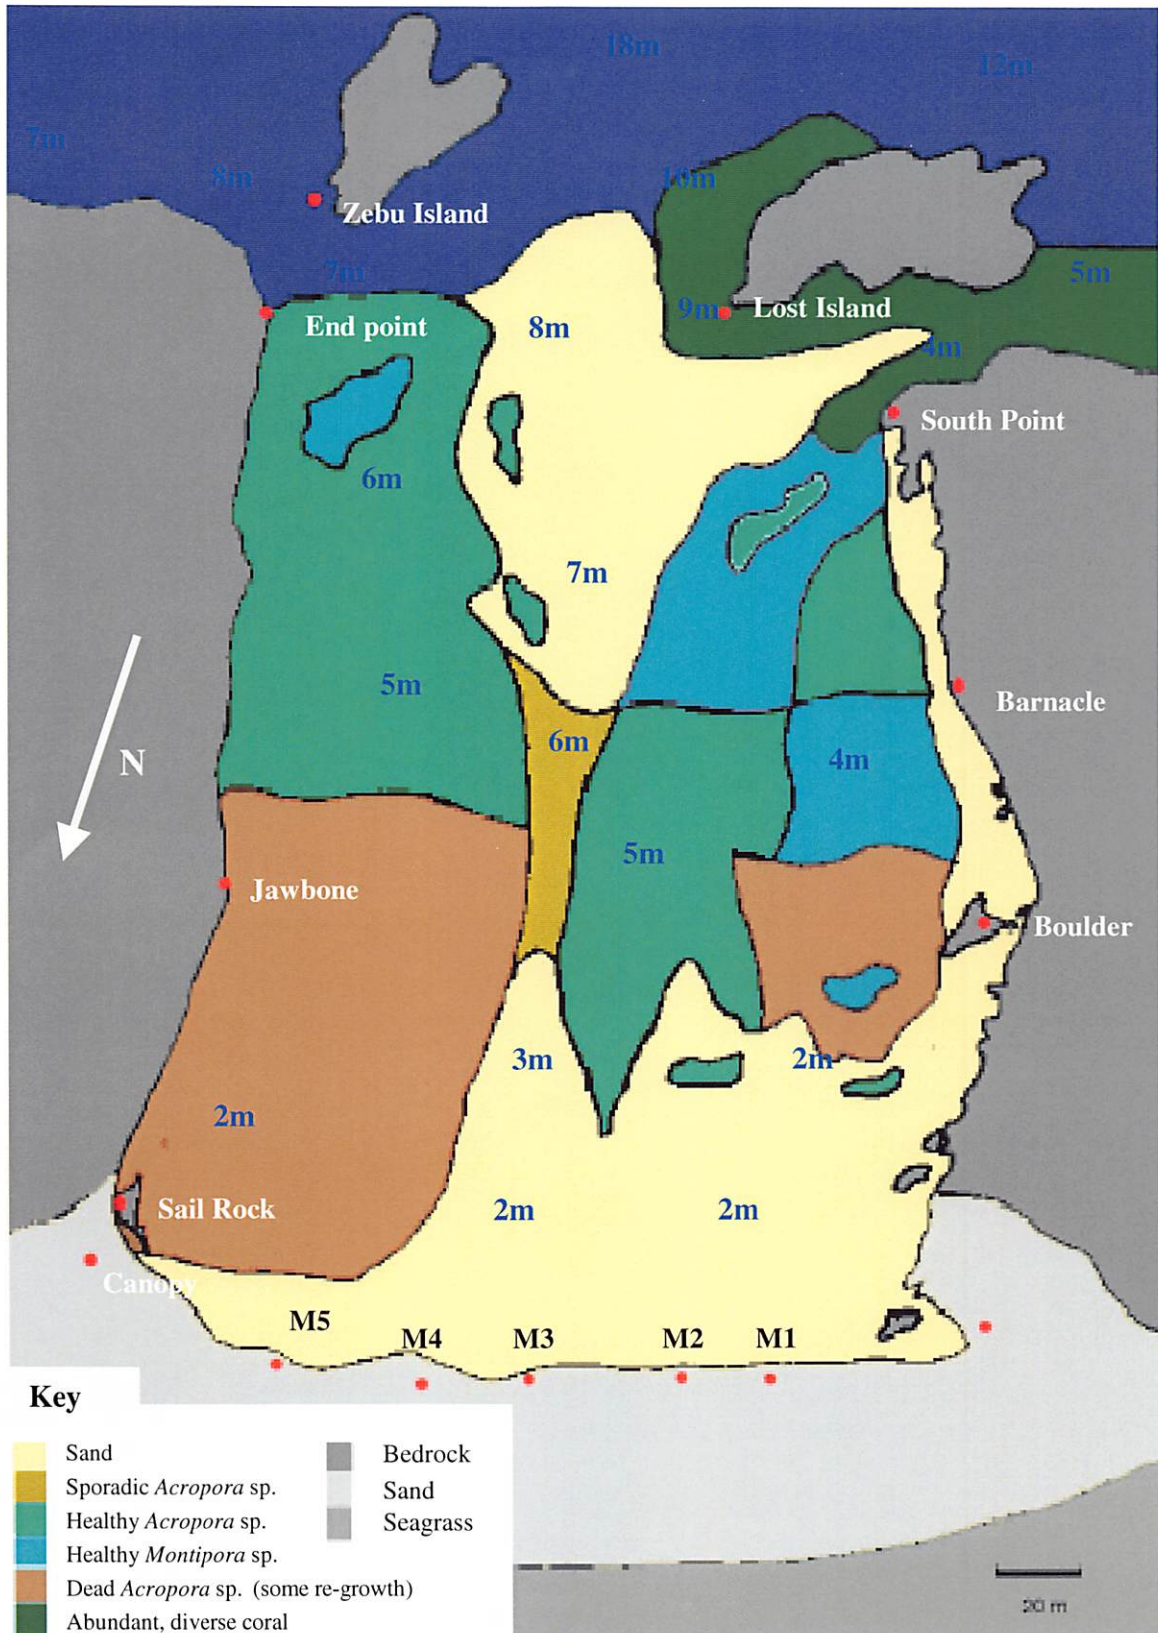 18m
12m
7m
8m
10m
Zebu Island
7m
5m
9m
Lost Island
End point
8m
4m
South Point
6m
7m
5m
Barnacle
N
6m
4m
5m
Jawbone
Boulder
3m
2m
2m
Sail Rock
2m
2m
Canopy
M5
M4
M3
M2
M1
Key
Sand
Sporadic Acropora sp.
Healthy Acropora sp.
Healthy Montipora sp.
Dead Acropora sp. (some re-growth)
Abundant, diverse coral
Bedrock
Sand
Seagrass
20 m